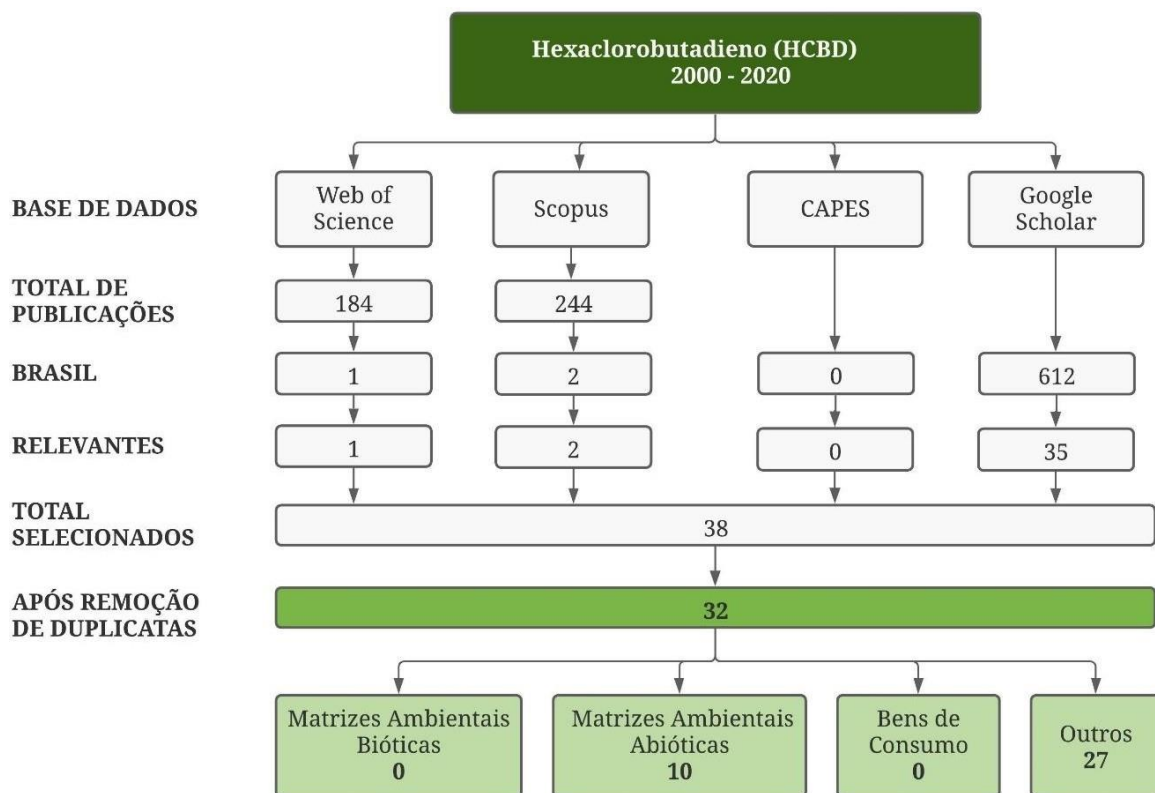 Hexaclorobutadieno (HCBD)
2000 - 2020
BASE DE DADOS
Web of
Science
Scopus
CAPES
Google
Scholar
TOTAL DE
PUBLICAÇÕES
184
244
BRASIL
1
2
0
612
RELEVANTES
1
2
0
35
TOTAL
SELECIONADOS
38
APÓS REMOÇÃO
DE DUPLICATAS
32
Matrizes Ambientais
Bióticas
0
Matrizes Ambientais
Abióticas
10
Bens de
Consumo
0
Outros
27